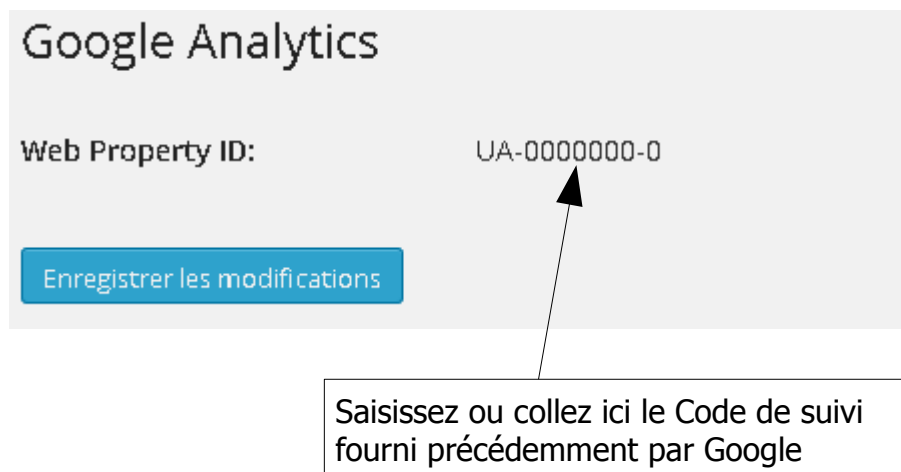 Google Analytics
Web Property ID: UA-0000000-0
Enregistrer les modifications
Saisissez ou collez ici le Code de suivi
fourni précédemment par Google